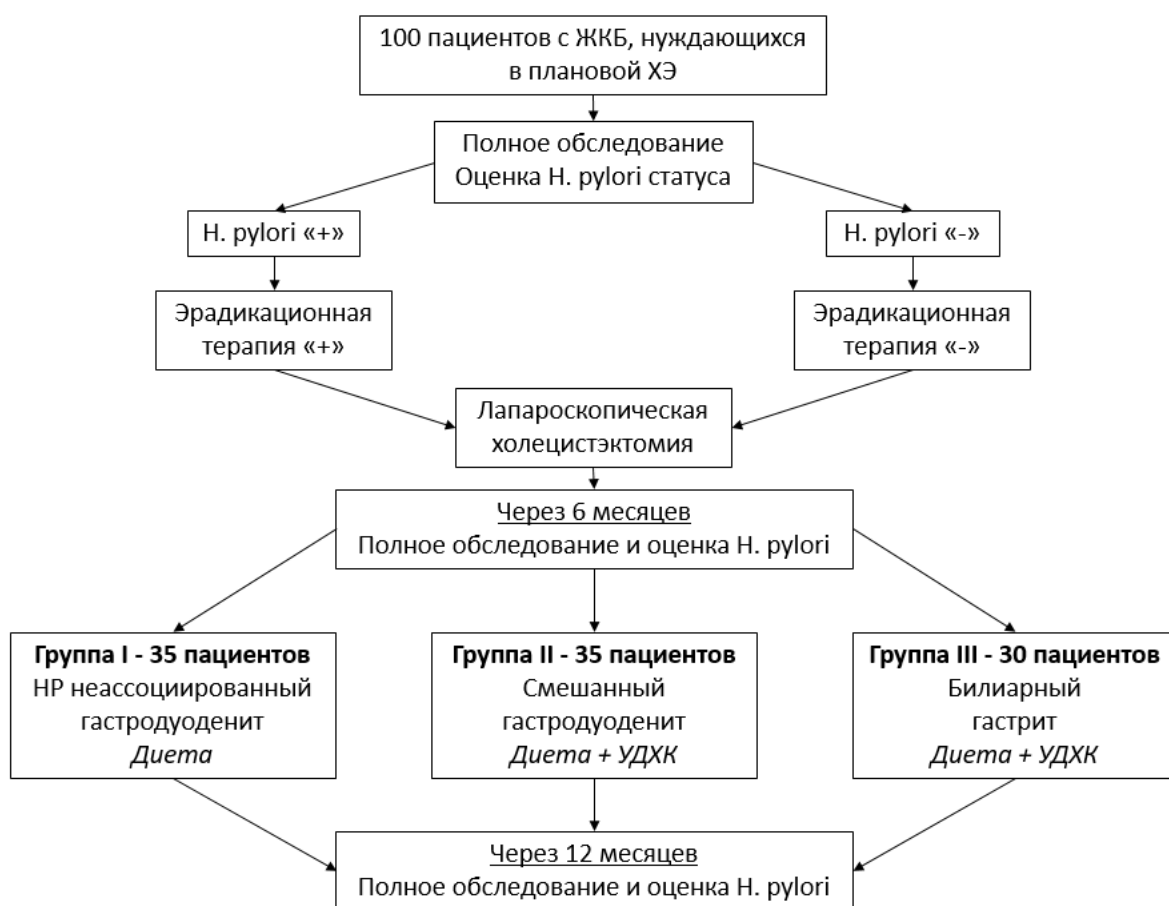 100 пациентов с ЖКБ, нуждающихся
в плановой ХЭ
Полное обследование
Оценка H. pylori статуса
H. pylori «+»
H. pylori «-»
Эрадикационная
терапия «+»
Эрадикационная
терапия «-»
Лапароскопическая
холецистэктомия
Через 6 месяцев
Полное обследование и оценка H. pylori
Группа I - 35 пациентов
НР неассоциированный
гастродуоденит
Диета
Группа II - 35 пациентов
Смешанный
гастродуоденит
Диета + УДХК
Группа III - 30 пациентов
Билиарный
гастрит
Диета + УДХК
Через 12 месяцев
Полное обследование и оценка H. pylori